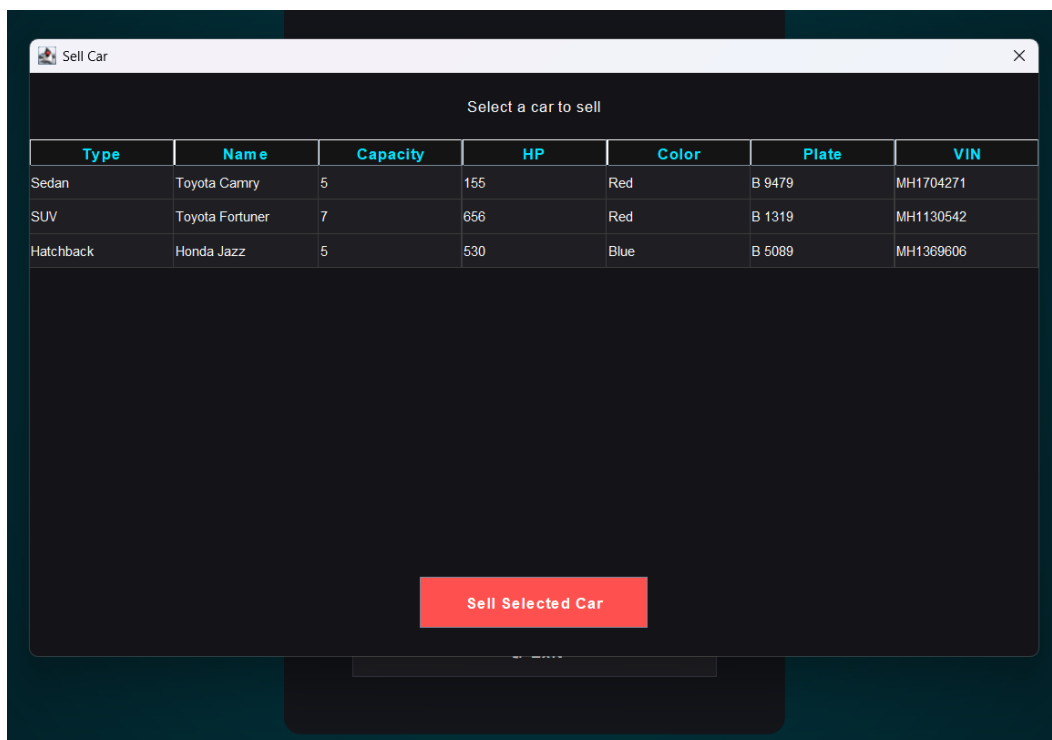 Sell Car
Select a car to sell
Type Name Capacity HP Color Plate VIN
Sedan Toyota Camry 5 155 Red B 9479 MH1704271
SUV Toyota Fortuner 7 656 Red B 1319 MH1130542
Hatchback Honda Jazz 5 530 Blue B 5089 MH1369606
Sell Selected Car